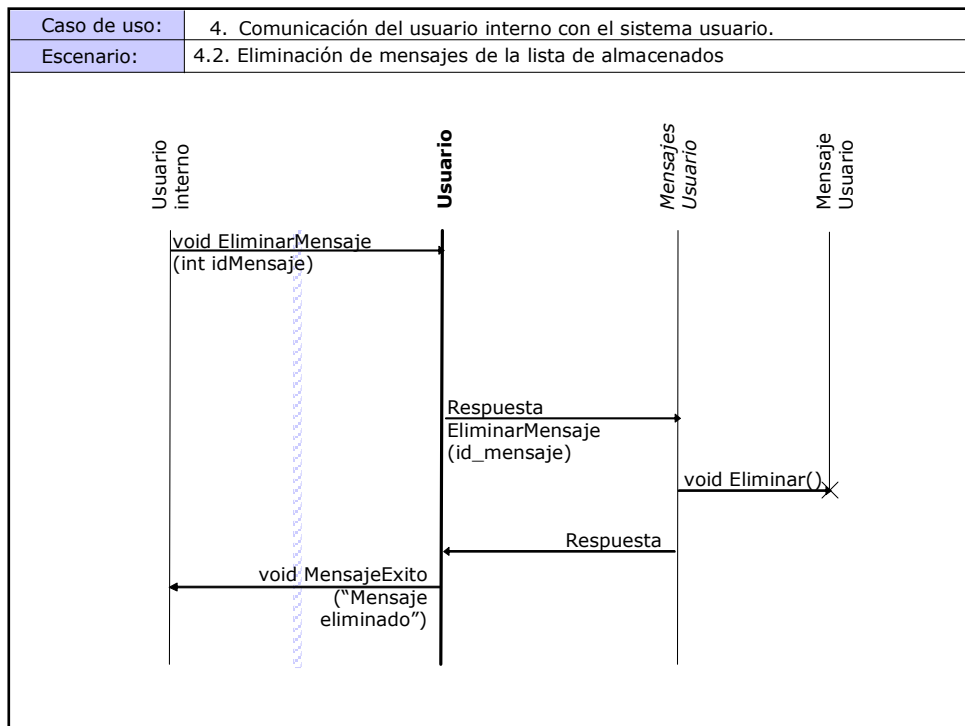 Caso de uso:
4. Comunicación del usuario interno con el sistema usuario.
Escenario:
4.2. Eliminación de mensajes de la lista de almacenados
Usuario
interno
Usuario
Mensajes
Usuario
Mensaje
Usuario
void EliminarMensaje
(int idMensaje)
Respuesta
EliminarMensaje
(id_mensaje)
void Eliminar()
Respuesta
void MensajeExito
(“Mensaje
eliminado”)